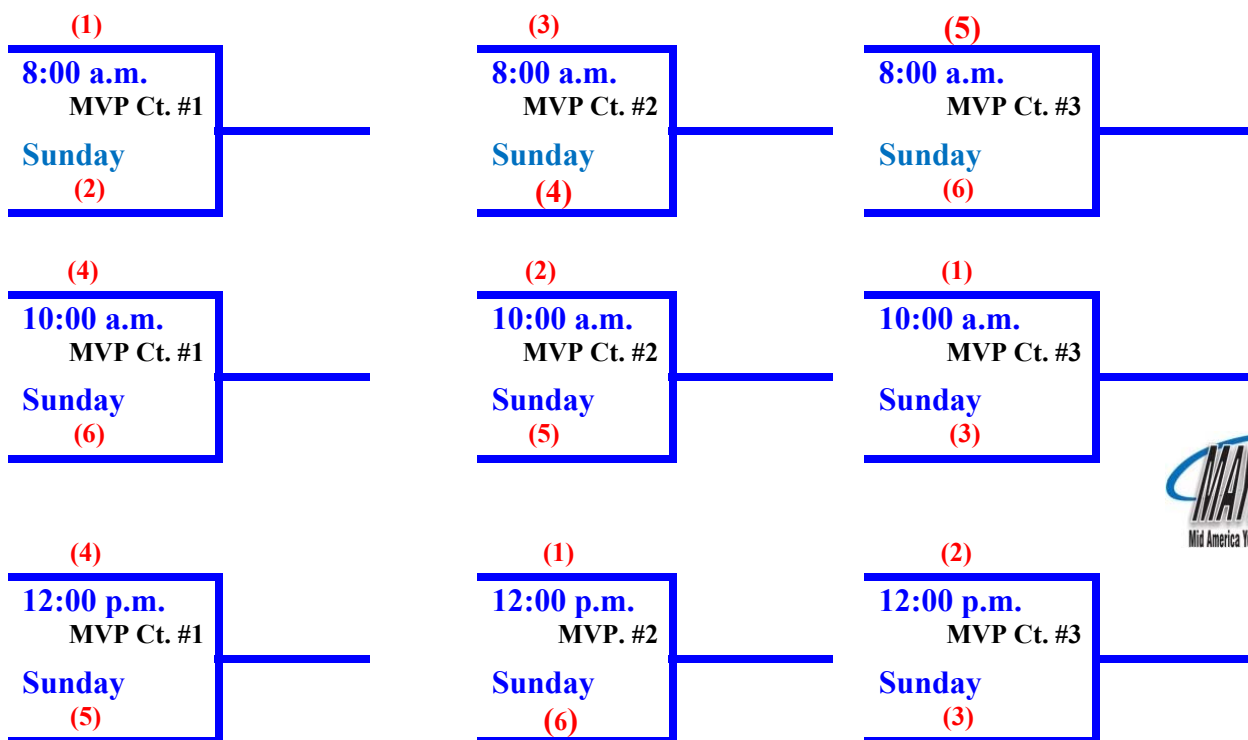 (1) (3) (5)
8:00 a.m. 8:00 a.m. 8:00 a.m.
MVP Ct. #1 MVP Ct. #2 MVP Ct. #3
Sunday Sunday Sunday
(2) (4) (6)
(4) (2) (1)
10:00 a.m. 10:00 a.m. 10:00 a.m.
MVP Ct. #1 MVP Ct. #2 MVP Ct. #3
Sunday Sunday Sunday
(6) (5) (3)
Mid America
(4) (1) (2)
12:00 p.m. 12:00 p.m. 12:00 p.m.
MVP Ct. #1 MVP. #2 MVP Ct. #3
Sunday Sunday Sunday
(5) (6) (3)